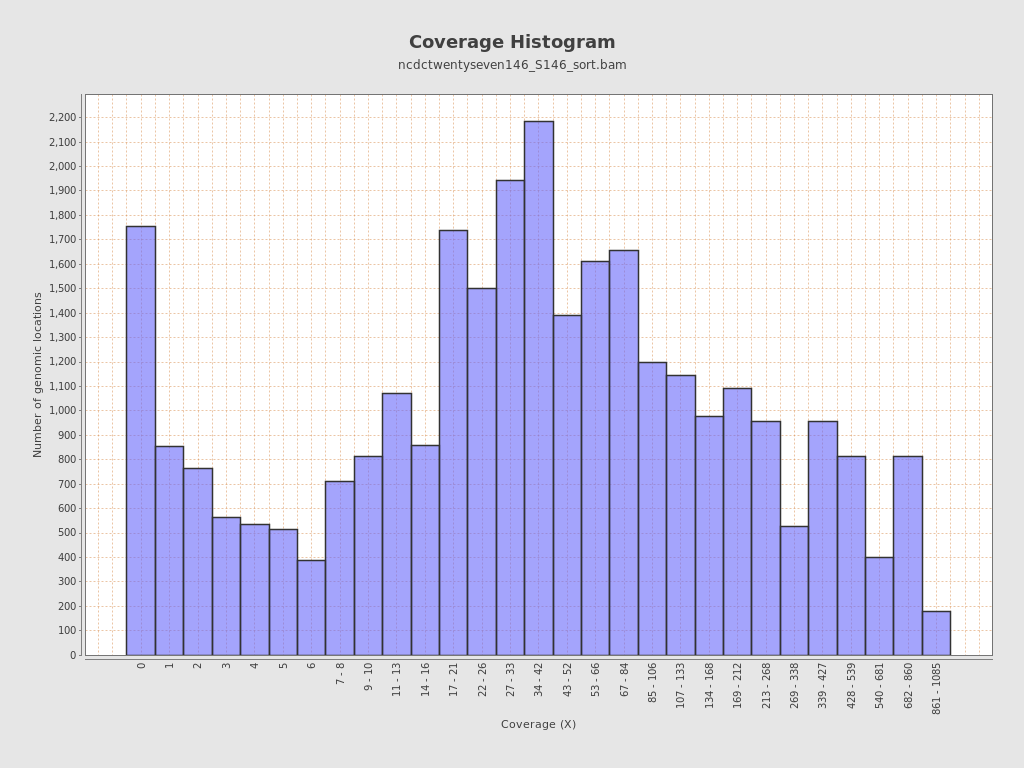 Coverage Histogram
ncdctwentyseven146_S146_sort.bam
Number of genomic locations
2,200
2,100
2,000
1,900
1,800
1,700
1,600
1,500
1,400
1,300
1,200
1,100
1,000
900
800
700
600
500
400
300
200
100
0
0
1
2
3
4
5
6
7 - 8
9 - 10
11 - 13
14 - 16
17 - 21
22 - 26
27 - 33
34 - 42
43 - 52
53 - 66
67 - 84
85 - 106
107 - 133
134 - 168
169 - 212
213 - 268
269 - 338
339 - 427
428 - 539
540 - 681
682 - 860
861 - 1085
Coverage (X)